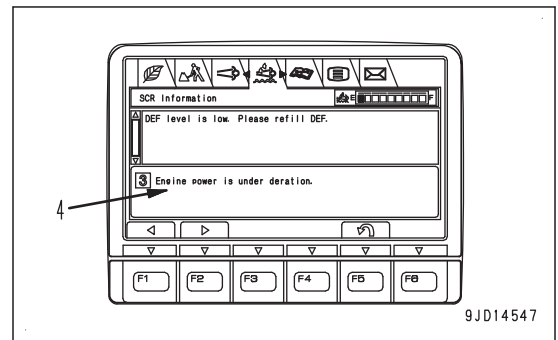 SCR Information
E F
DEF level is low. Please refill DEF.
3 Engine power is under deration.
4
F1 F2 F3 F4 F5 F6
9JD14547